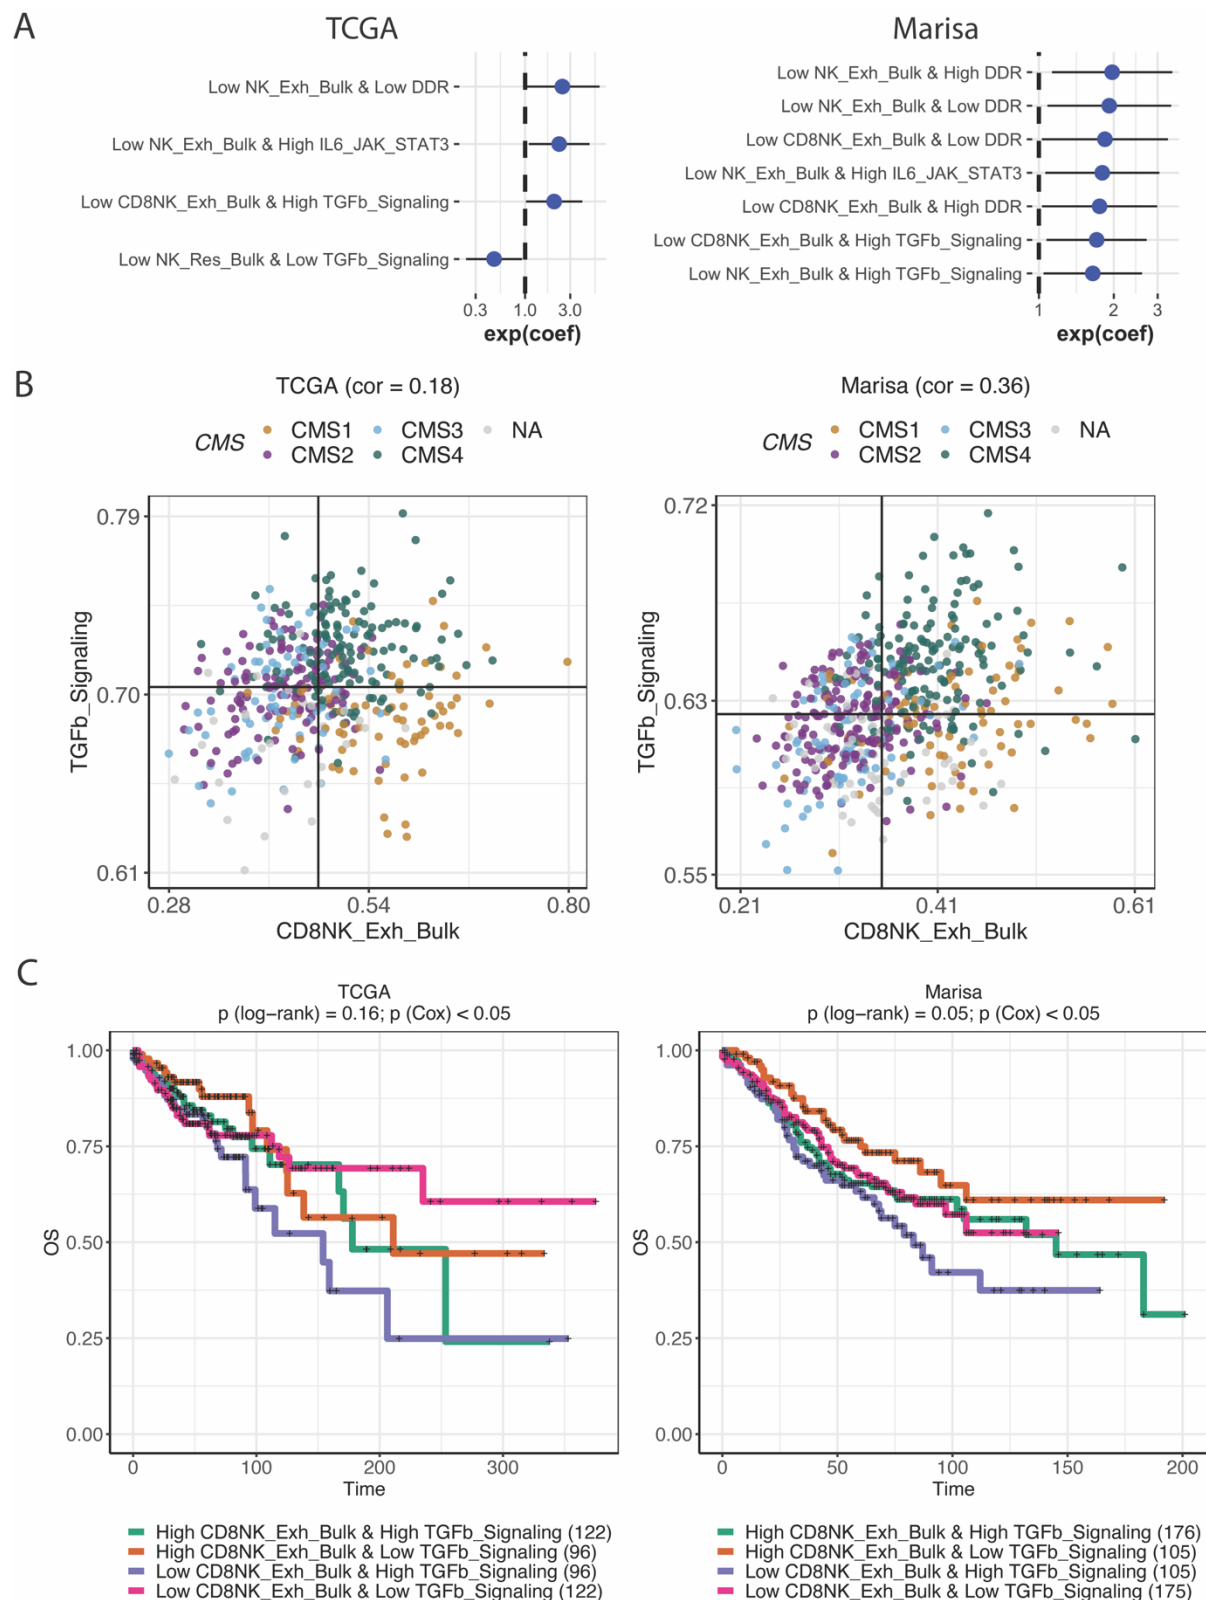 A
TCGA
Marisa
Low NK_Exh_Bulk & Low DDR
Low NK_Exh_Bulk & High IL6_JAK_STAT3
Low CD8NK_Exh_Bulk & High TGFb_Signaling
Low NK_Res_Bulk & Low TGFb_Signaling
0.3 1.0 3.0
exp(coef)
Low NK_Exh_Bulk & High DDR
Low NK_Exh_Bulk & Low DDR
Low CD8NK_Exh_Bulk & Low DDR
Low NK_Exh_Bulk & High IL6_JAK_STAT3
Low CD8NK_Exh_Bulk & High DDR
Low CD8NK_Exh_Bulk & High TGFb_Signaling
Low NK_Exh_Bulk & High TGFb_Signaling
1 2 3
exp(coef)
B
TCGA (cor = 0.18)
CMS
CMS1 CMS3 NA
CMS2 CMS4
0.79
0.70
0.61
TGFb_Signaling
0.28 0.54 0.80
CD8NK_Exh_Bulk
Marisa (cor = 0.36)
CMS
CMS1 CMS3 NA
CMS2 CMS4
0.72
0.63
0.55
TGFb_Signaling
0.21 0.41 0.61
CD8NK_Exh_Bulk
C
TCGA
p (log−rank) = 0.16; p (Cox) < 0.05
1.00
0.75
0.50
0.25
0.00
OS
0 100 200 300
Time
High CD8NK_Exh_Bulk & High TGFb_Signaling (122)
High CD8NK_Exh_Bulk & Low TGFb_Signaling (96)
Low CD8NK_Exh_Bulk & High TGFb_Signaling (96)
Low CD8NK_Exh_Bulk & Low TGFb_Signaling (122)
Marisa
p (log−rank) = 0.05; p (Cox) < 0.05
1.00
0.75
0.50
0.25
0.00
OS
0 50 100 150 200
Time
High CD8NK_Exh_Bulk & High TGFb_Signaling (176)
High CD8NK_Exh_Bulk & Low TGFb_Signaling (105)
Low CD8NK_Exh_Bulk & High TGFb_Signaling (105)
Low CD8NK_Exh_Bulk & Low TGFb_Signaling (175)